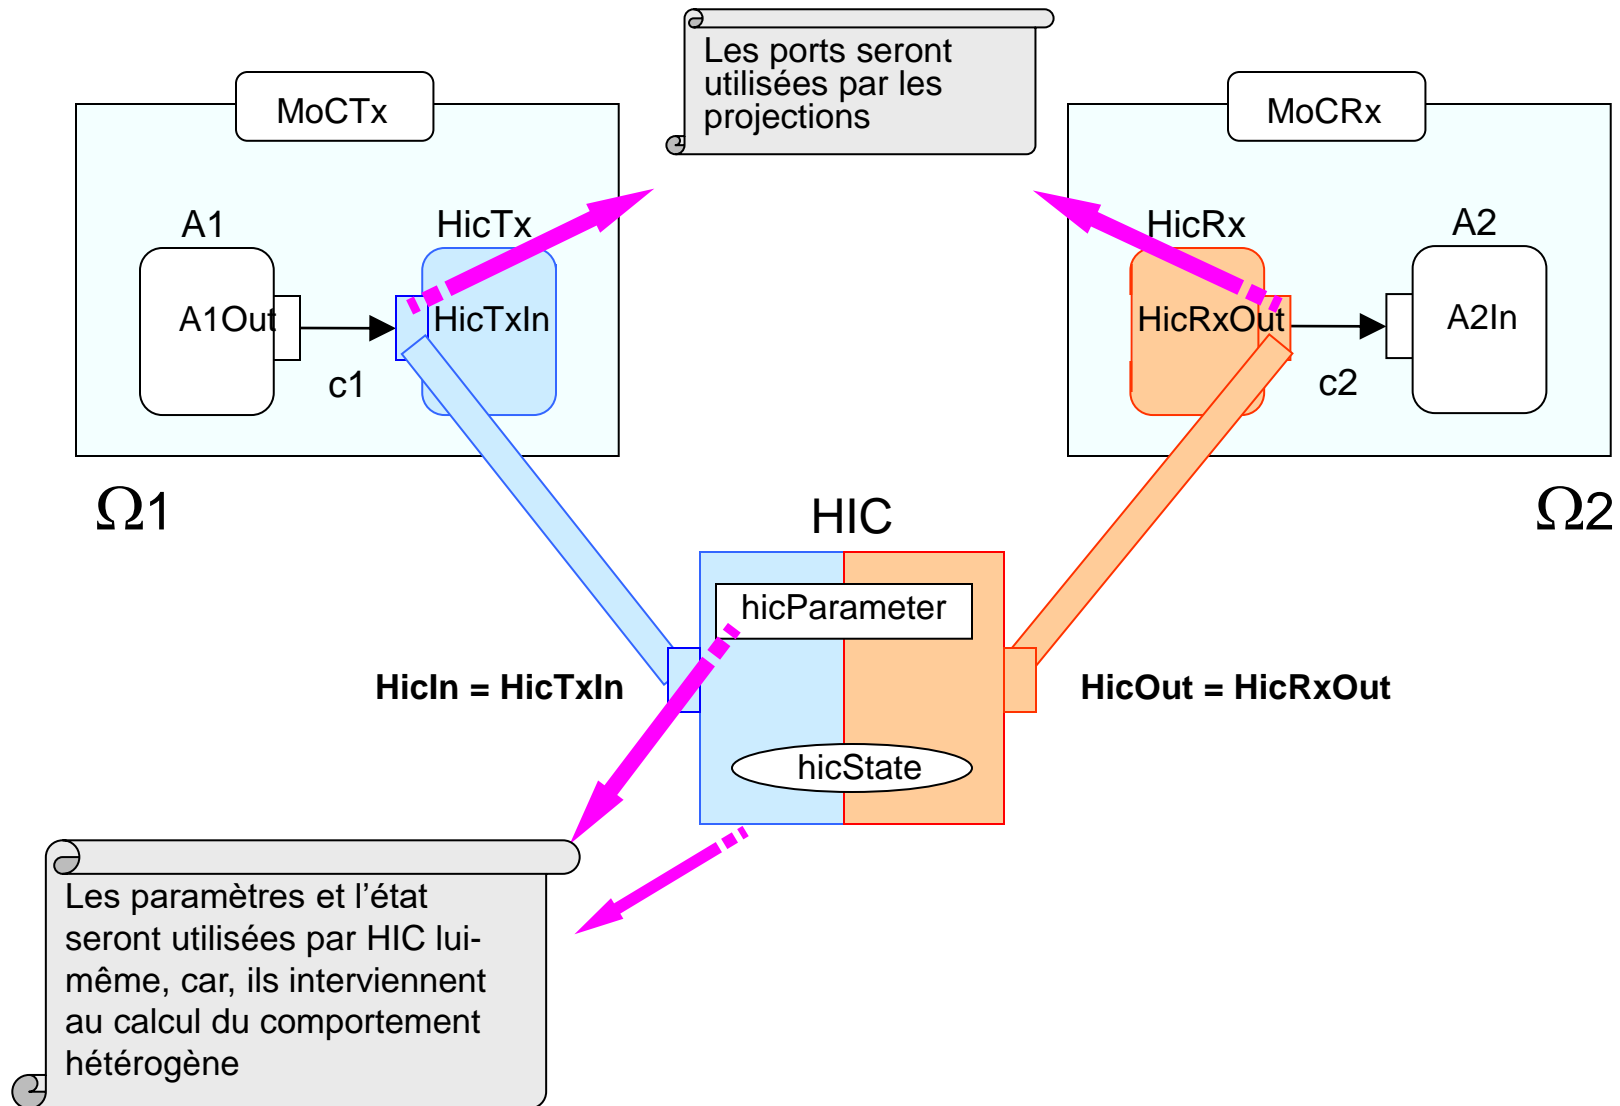 Les ports seront
utilisées par les
projections
MoCTx
MoCRx
A1
HicTx
HicRx
A2
A1Out
HicTxIn
HicRxOut
A2In
c1
c2
Ω1
Ω2
HIC
hicParameter
HicIn = HicTxIn
HicOut = HicRxOut
hicState
Les paramètres et l’état
seront utilisées par HIC lui-
même, car, ils interviennent
au calcul du comportement
hétérogène